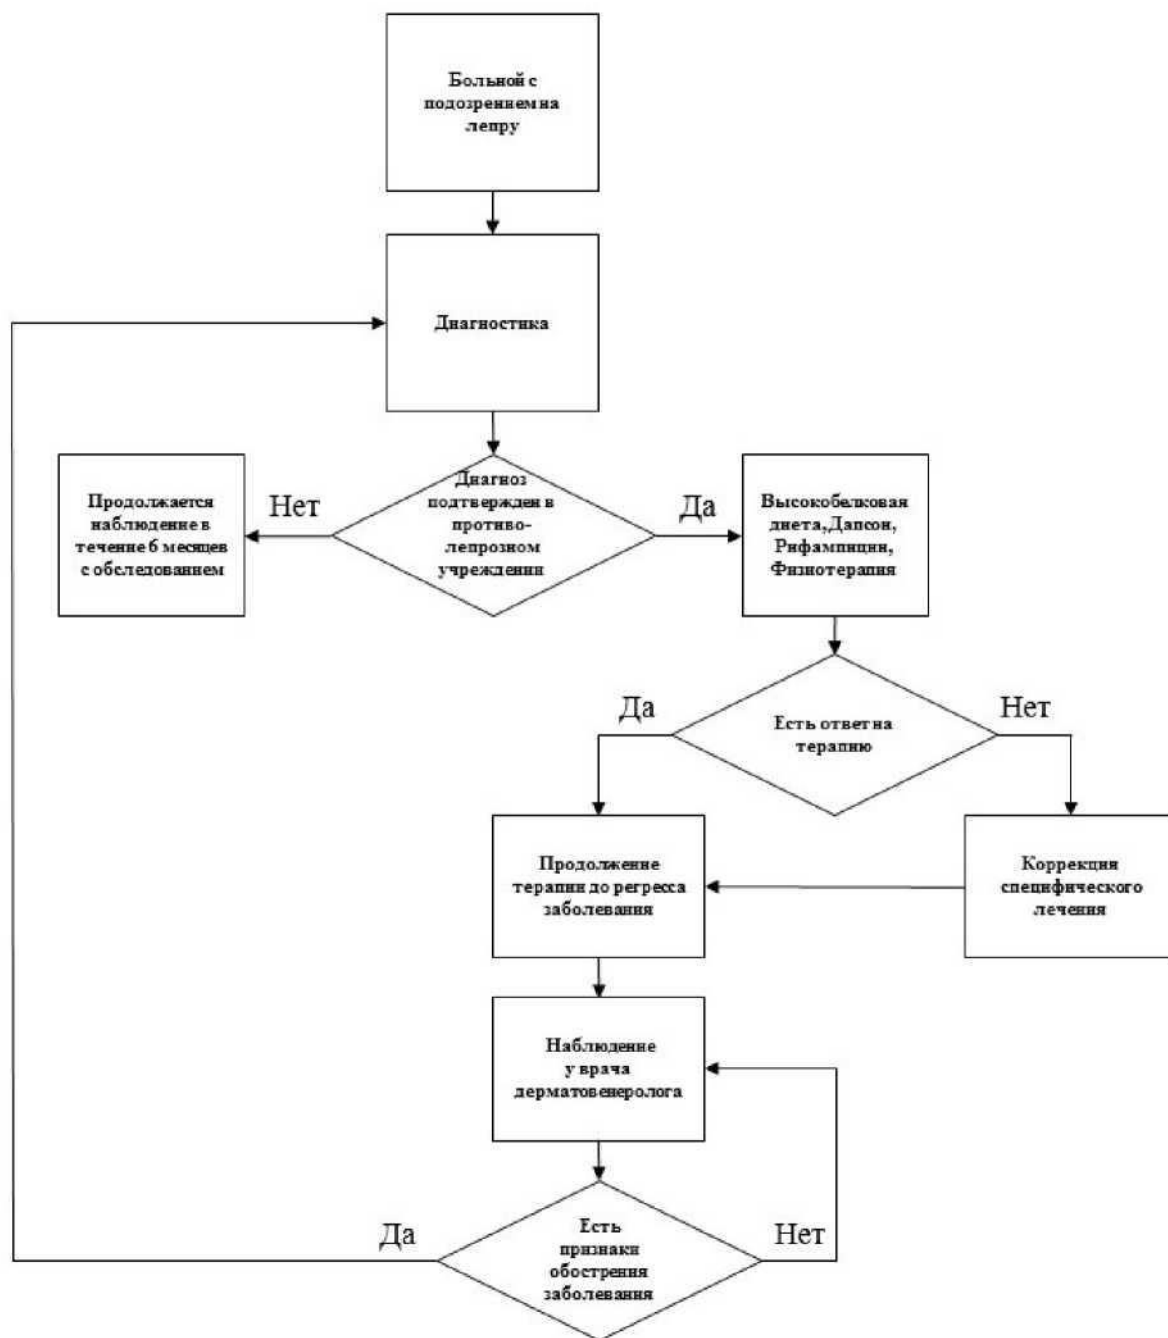 Больной с
подозрением на
лепру
Диагностика
Продолжается
наблюдение в
течение 6 месяцев
с обследованием
Нет
Диагноз
подтвержден в
противо-
лепрозном
учреждении
Да
Высокобелковая
диета, Дапсон,
Рифампицин,
Физиотерапия
Да
Есть ответ на
терапию
Нет
Продолжение
терапии до регресса
заболевания
Коррекция
специфического
лечения
Наблюдение
у врача
дерматовенеролога
Да
Есть
признаки
обострения
заболевания
Нет